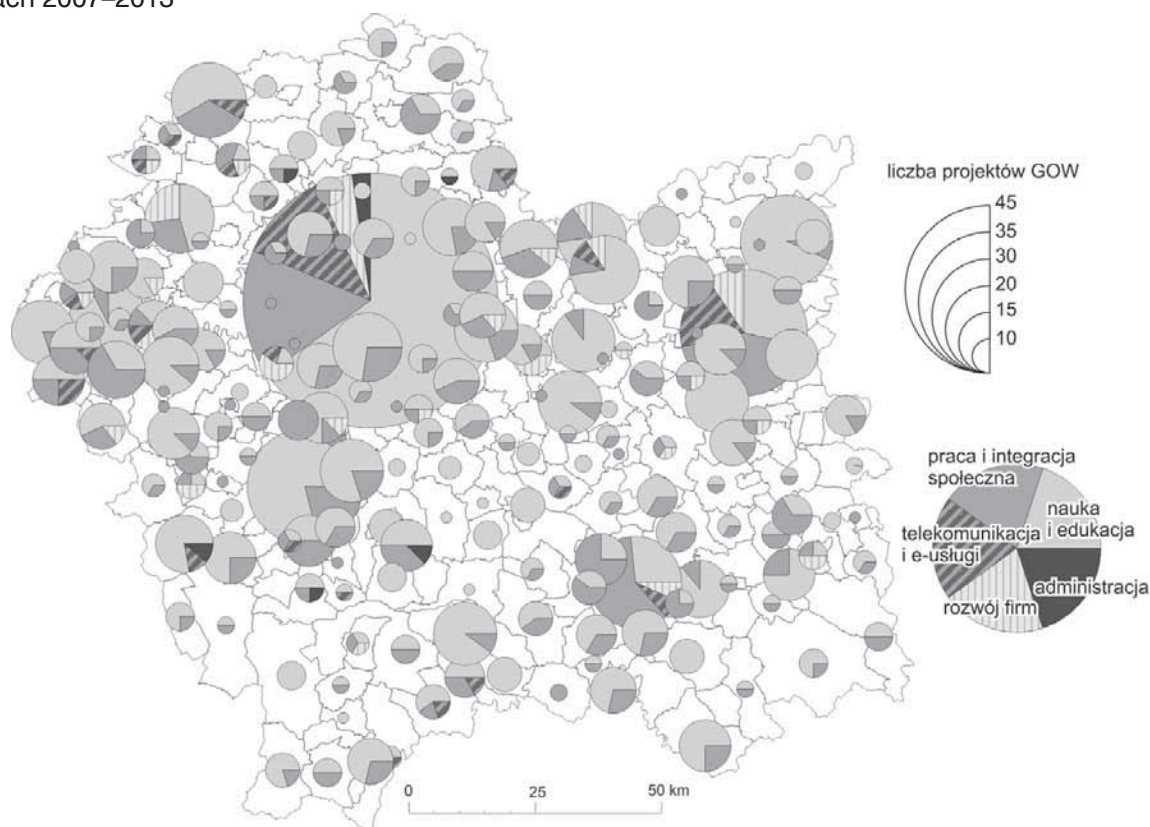 ach 2007–2013
liczba projektów GOW
45
35
30
20
15
10
praca i integracja
społeczna
nauka
i edukacja
telekomunikacja
i e-usługi
administracja
rozwój firm
0
25
50 km